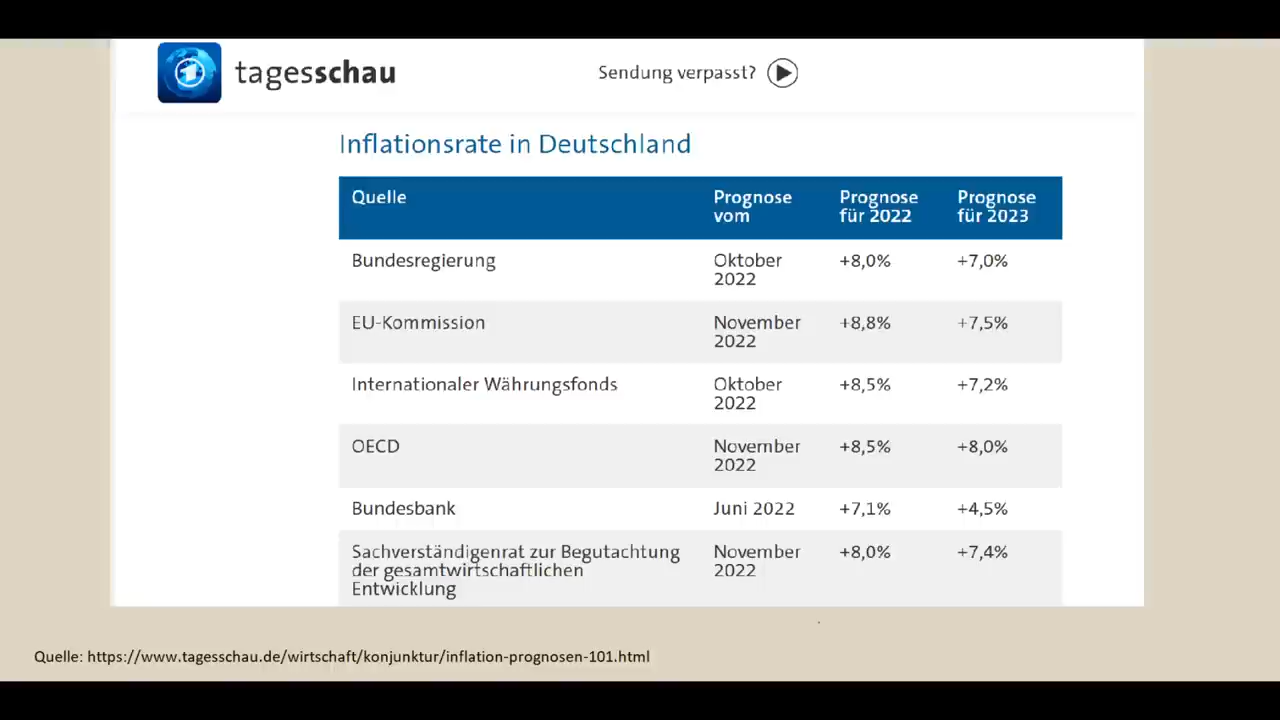 tagesschau
Sendung verpasst?
Inflationsrate in Deutschland
Quelle Prognose vom Prognose für 2022 Prognose für 2023
Bundesregierung Oktober 2022 +8,0% +7,0%
EU-Kommission November 2022 +8,8% +7,5%
Internationaler Währungsfonds Oktober 2022 +8,5% +7,2%
OECD November 2022 +8,5% +8,0%
Bundesbank Juni 2022 +7,1% +4,5%
Sachverständigenrat zur Begutachtung der gesamtwirtschaftlichen Entwicklung November 2022 +8,0% +7,4%
Quelle: https://www.tagesschau.de/wirtschaft/konjunktur/inflation-prognosen-101.html